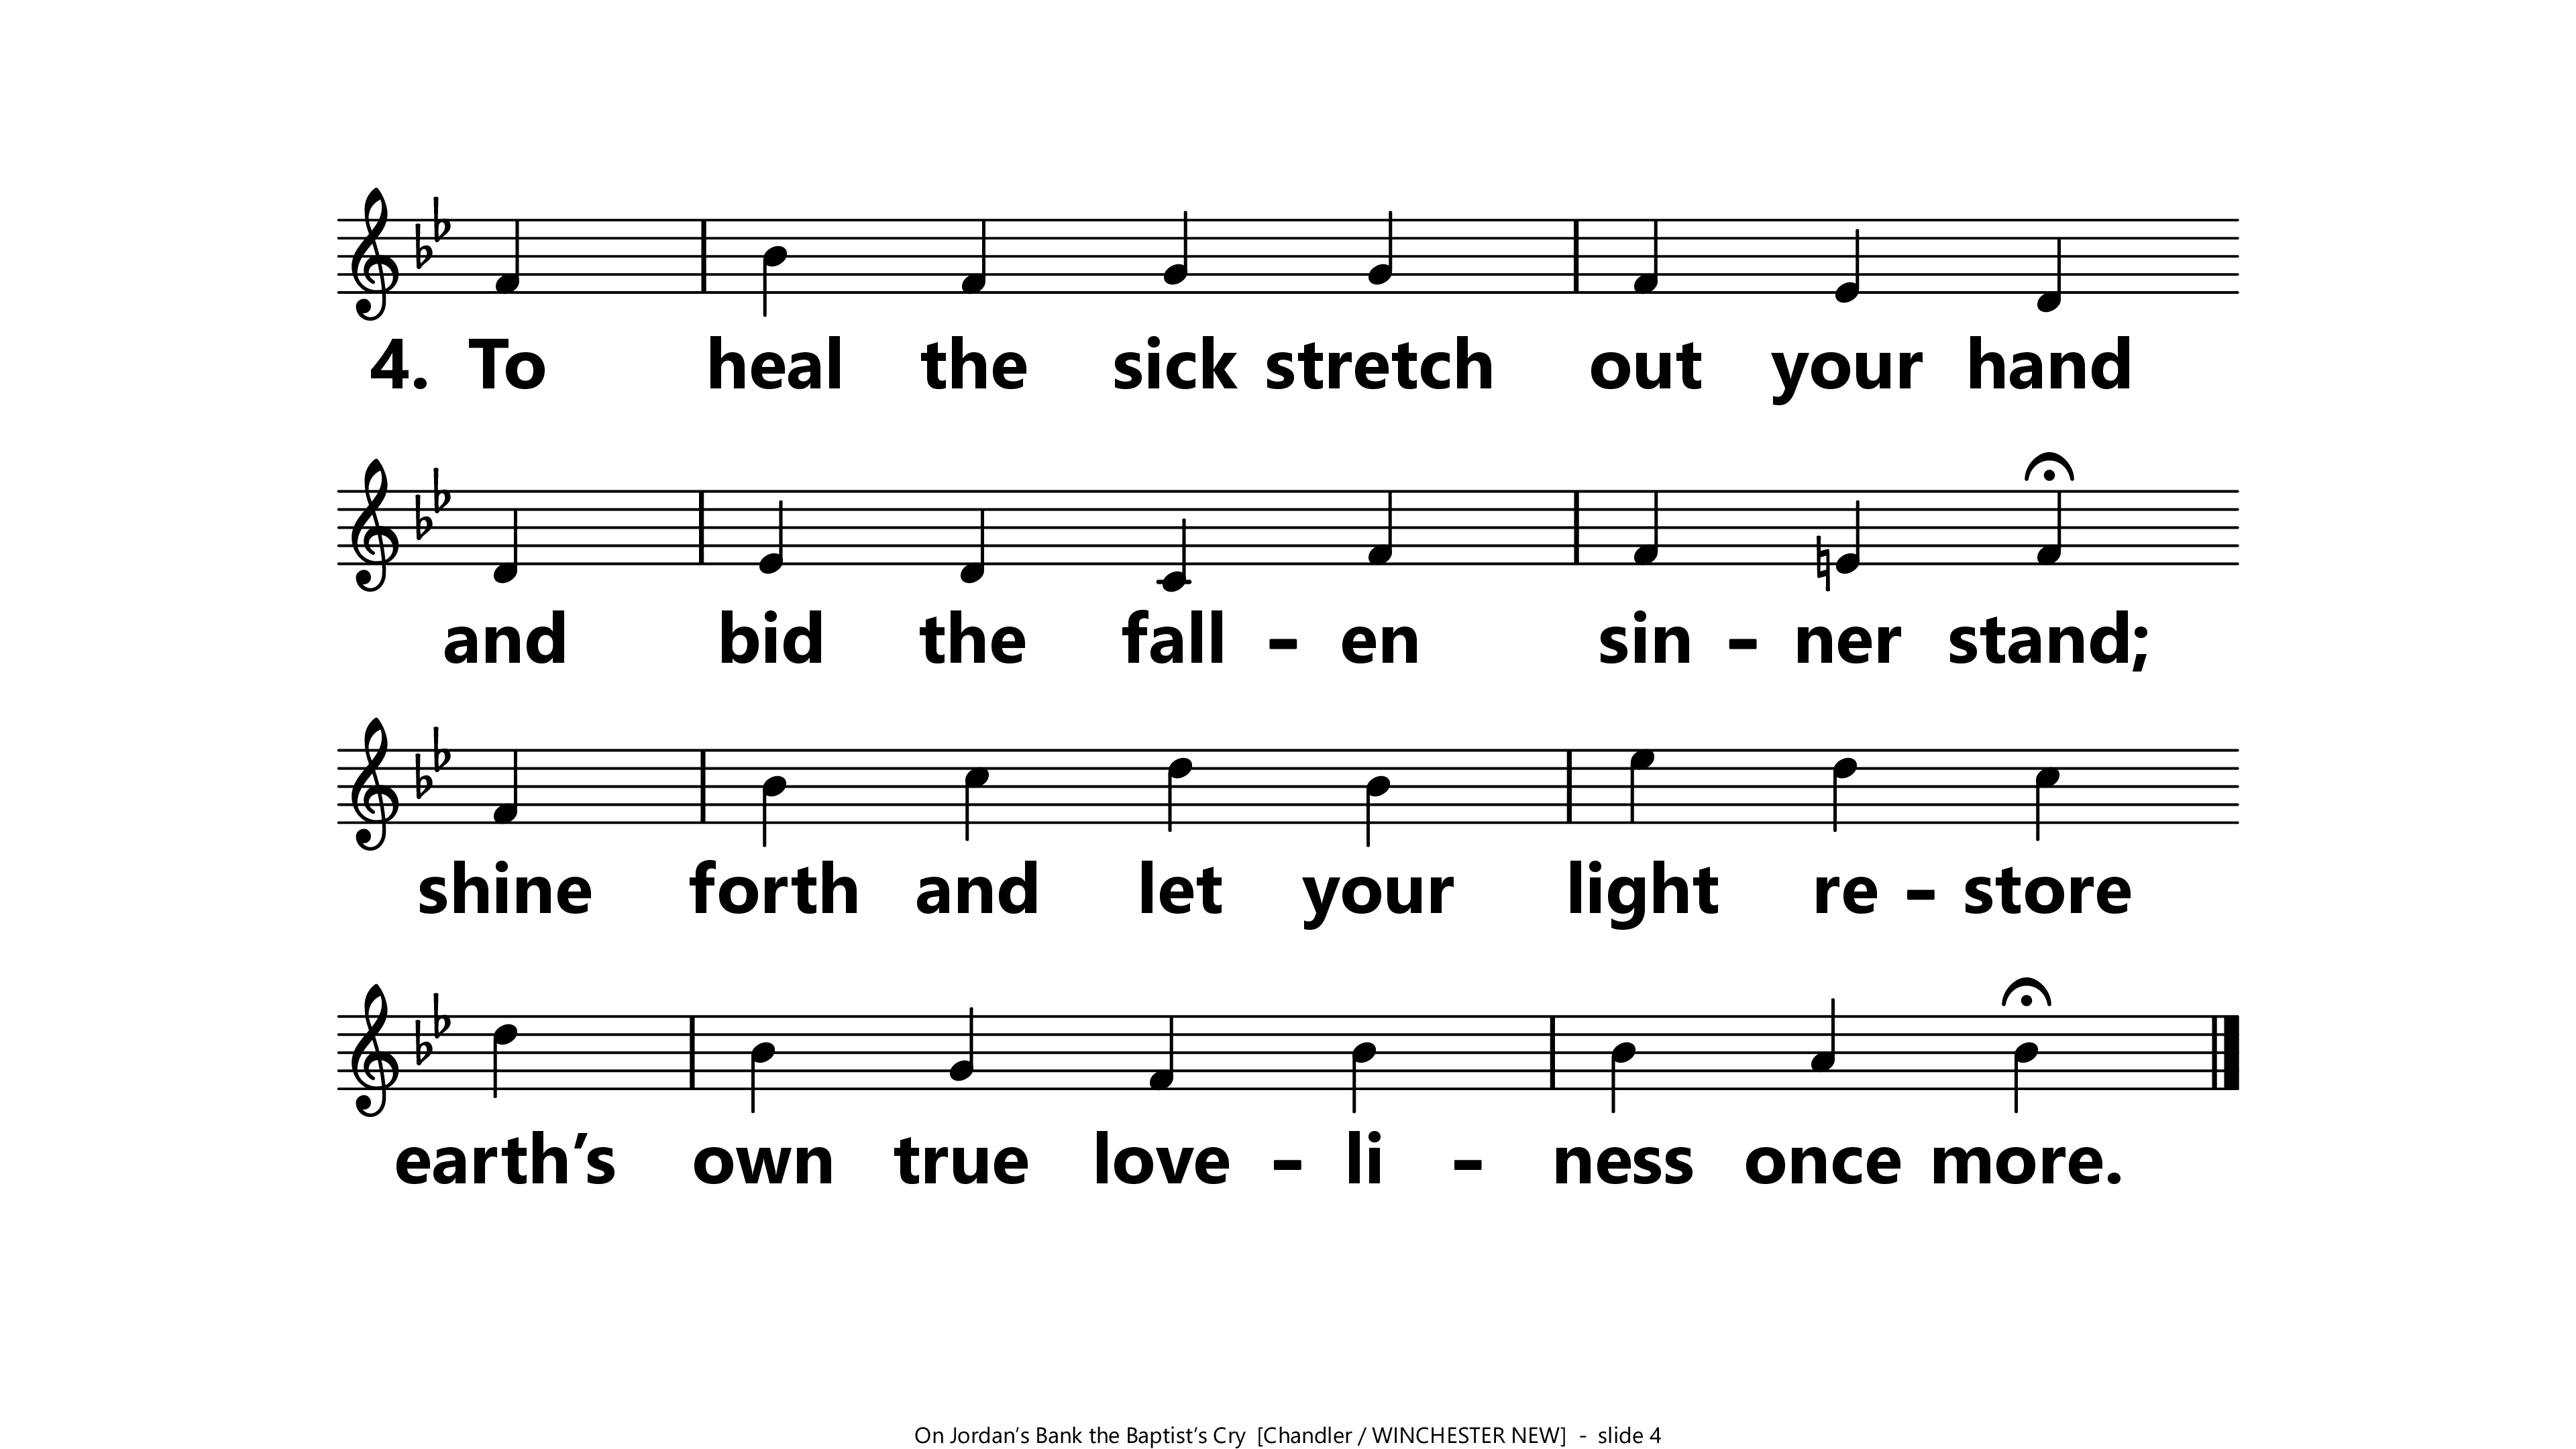 4. To heal the sick stretch out your hand
and bid the fall - en sin - ner stand;
shine forth and let your light re - store
earth’s own true love - li - ness once more.
On Jordan’s Bank the Baptist’s Cry [Chandler / WINCHESTER NEW] - slide 4